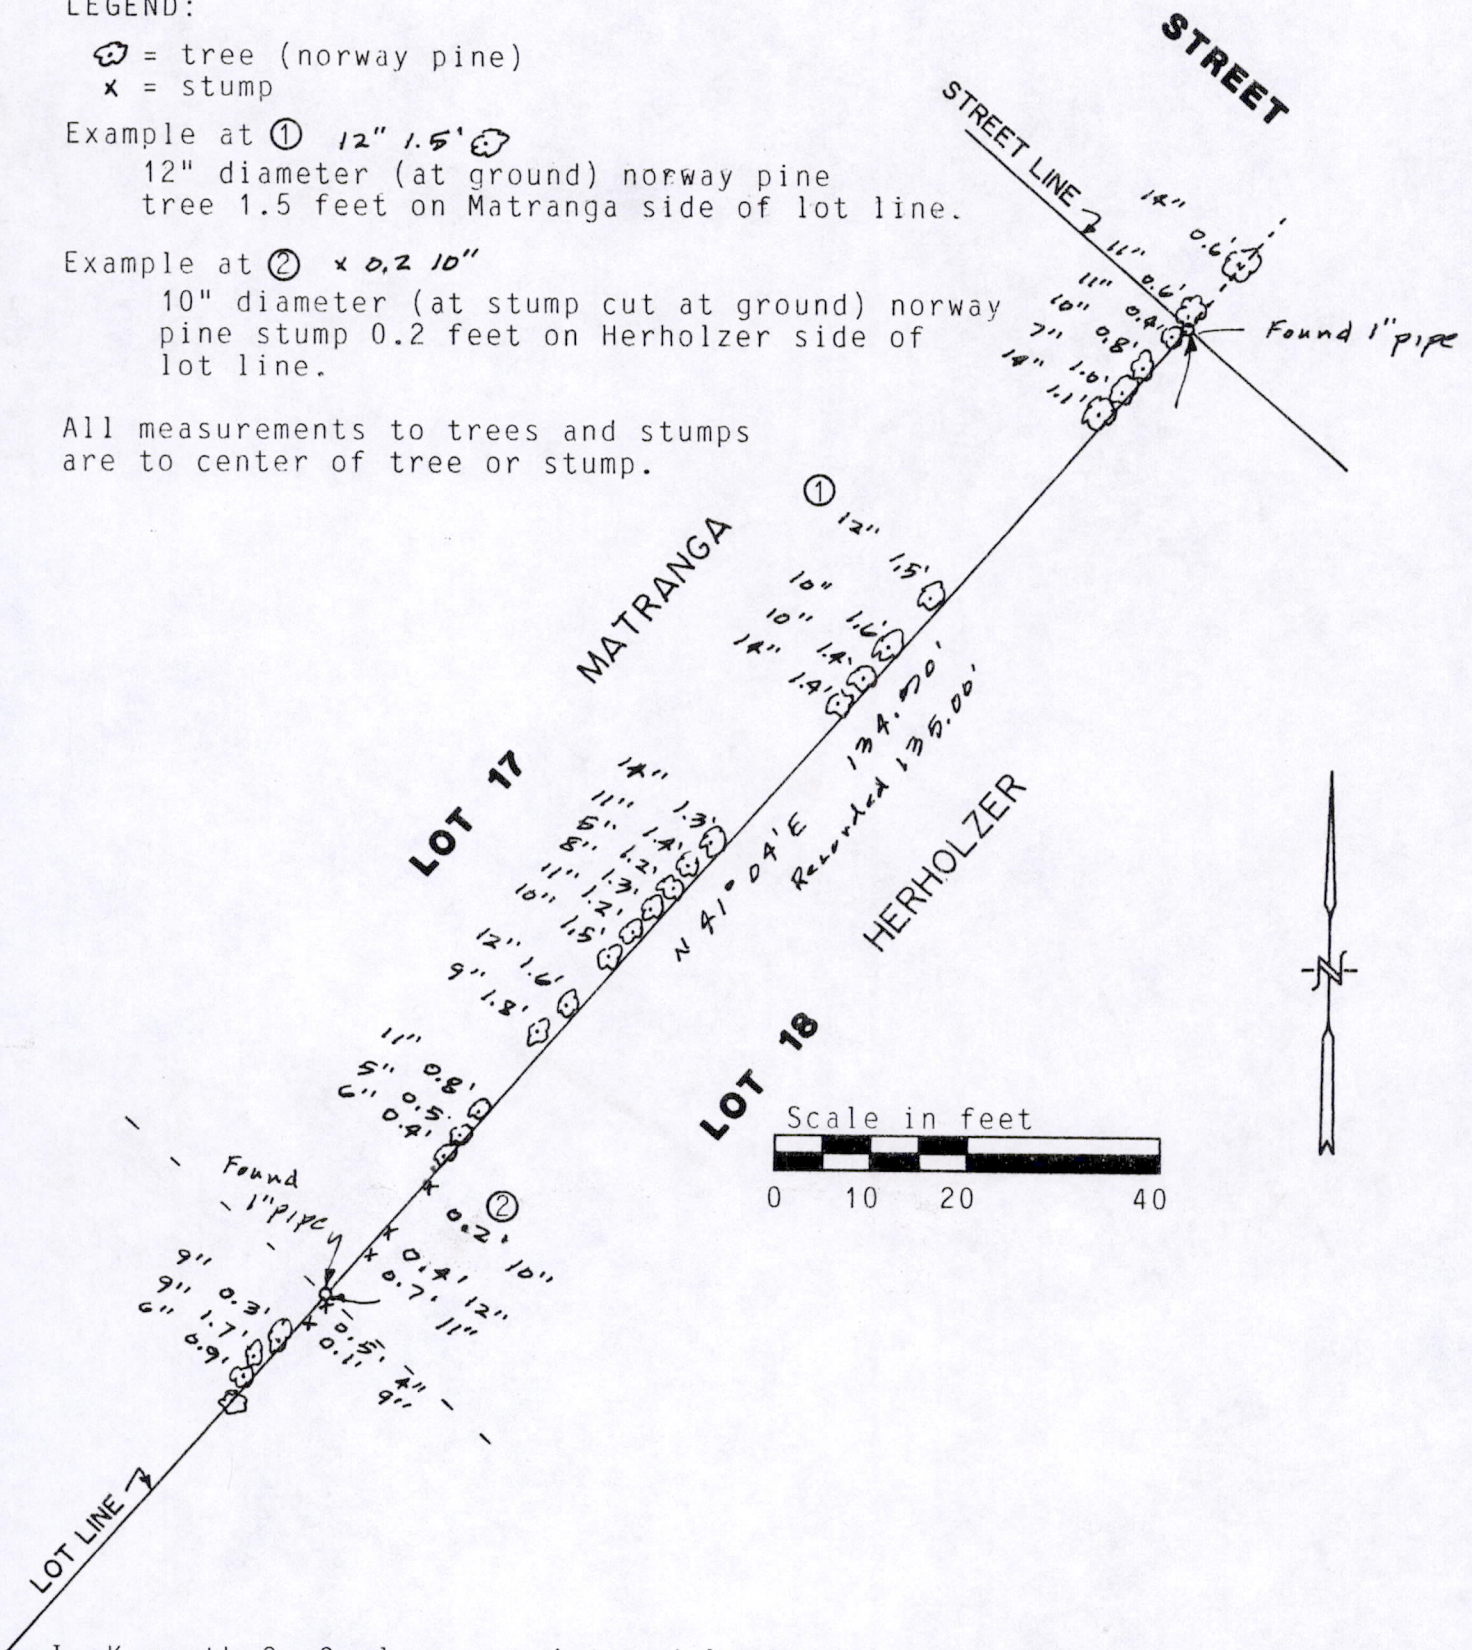 LEGEND:
= tree (norway pine)
x = stump
Example at ① 12" 1.5'
12" diameter (at ground) norway pine
tree 1.5 feet on Matranga side of lot line.
Example at ② x 0.2 10"
10" diameter (at stump cut at ground) norway
pine stump 0.2 feet on Herholzer side of
lot line.
All measurements to trees and stumps
are to center of tree or stump.
STREET
STREET LINE
14" 0.6'
11" 0.6'
11" 0.4'
10" 0.8'
7" 1.0'
14" 1.1'
Found 1" pipe
①
12" 1.5'
10" 1.6'
10" 1.4'
14" 1.4'
MATRANGA
LOT 17
14" 1.3'
11" 1.4'
5" 1.2'
8" 1.3'
11" 1.2'
10" 1.5'
12" 1.6'
9" 1.8'
N 41° 04' E
Recorded 135.00'
HERHOLZER
LOT 18
11" 0.8'
5" 0.5'
6" 0.4'
Scale in feet
0 10 20 40
N
Found
1" pipe
②
0.2' 10"
0.4' 12"
0.7' 11"
0.5' 4"
0.1' 9"
9" 0.3'
9" 1.7'
6" 0.9'
LOT LINE